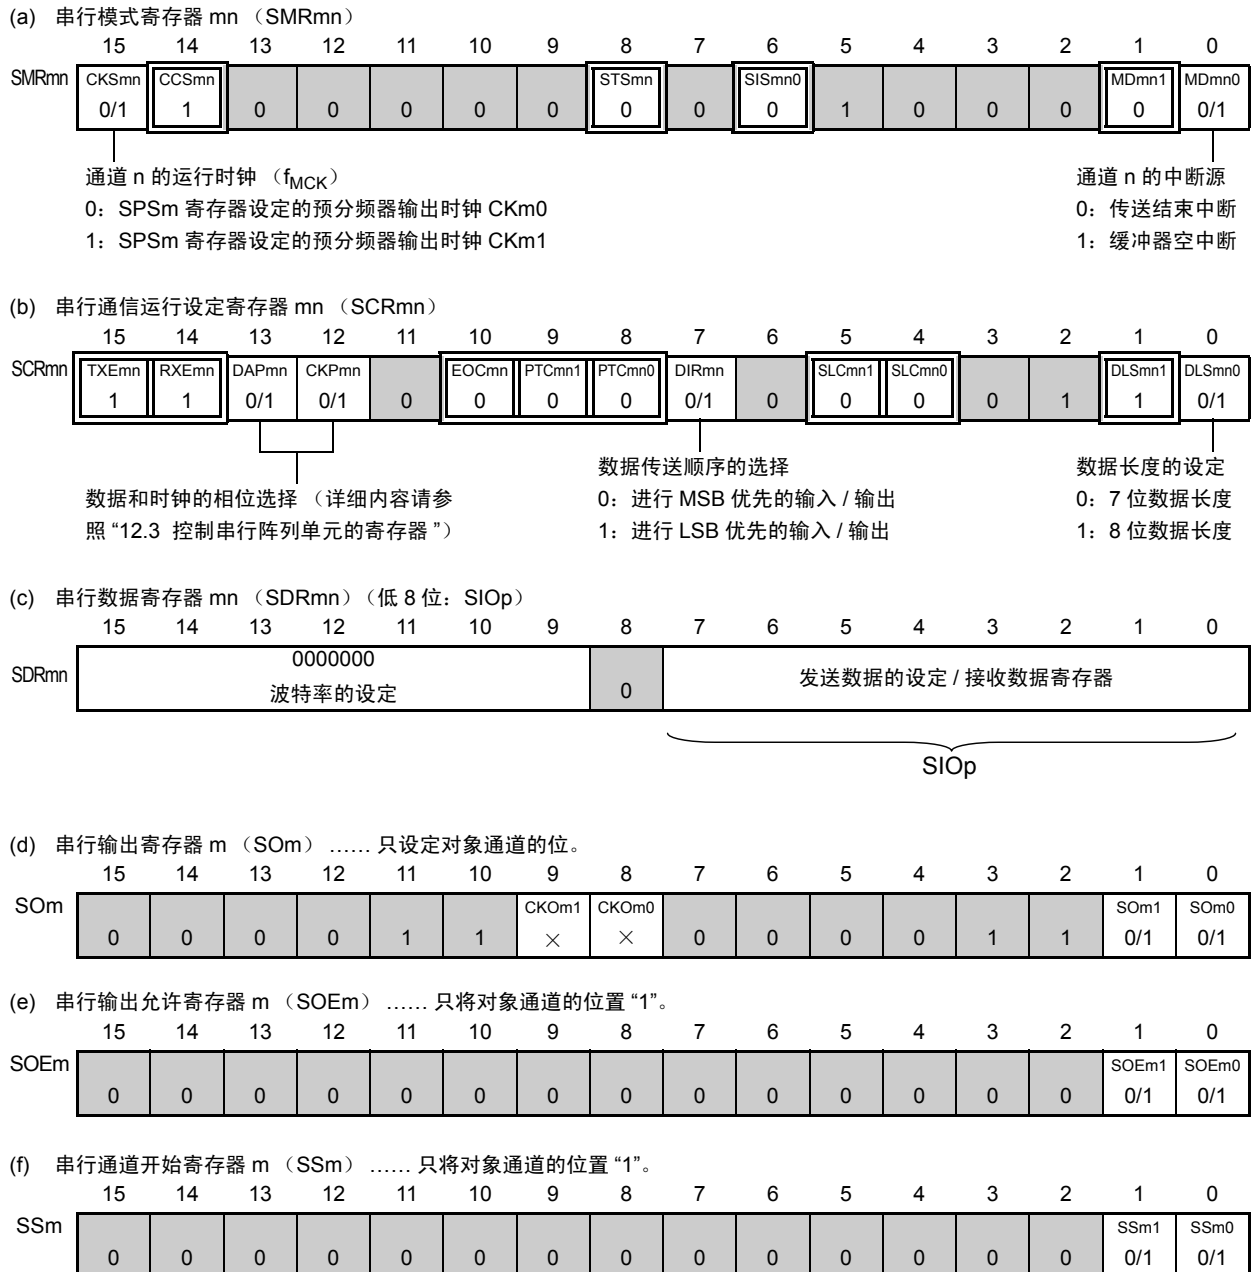 (a) 串行模式寄存器 mn （SMRmn）
15 14 13 12 11 10 9 8 7 6 5 4 3 2 1 0
SMRmn CKSmn CCSmn STSmn SISmn0 MDmn1 MDmn0
0/1 1 0 0 0 0 0 0 0 0 1 0 0 0 0 0/1
通道 n 的运行时钟 （fMCK） 通道 n 的中断源
0：SPSm 寄存器设定的预分频器输出时钟 CKm0 0：传送结束中断
1：SPSm 寄存器设定的预分频器输出时钟 CKm1 1：缓冲器空中断
(b) 串行通信运行设定寄存器 mn （SCRmn）
15 14 13 12 11 10 9 8 7 6 5 4 3 2 1 0
SCRmn TXEmn RXEmn DAPmn CKPmn EOCmn PTCmn1 PTCmn0 DIRmn SLCmn1 SLCmn0 DLSmn1 DLSmn0
1 1 0/1 0/1 0 0 0 0 0/1 0 0 0 0 1 1 0/1
数据传送顺序的选择 数据长度的设定
数据和时钟的相位选择 （详细内容请参 0：进行 MSB 优先的输入 / 输出 0：7 位数据长度
照 “12.3 控制串行阵列单元的寄存器 ”） 1：进行 LSB 优先的输入 / 输出 1：8 位数据长度
(c) 串行数据寄存器 mn （SDRmn）（低 8 位：SIOp）
15 14 13 12 11 10 9 8 7 6 5 4 3 2 1 0
0000000
SDRmn 波特率的设定 0 发送数据的设定 / 接收数据寄存器
SIOp
(d) 串行输出寄存器 m （SOm） …… 只设定对象通道的位。
15 14 13 12 11 10 9 8 7 6 5 4 3 2 1 0
SOm CKOm1 CKOm0 SOm1 SOm0
0 0 0 0 1 1 × × 0 0 0 0 1 1 0/1 0/1
(e) 串行输出允许寄存器 m （SOEm） …… 只将对象通道的位置 “1”。
15 14 13 12 11 10 9 8 7 6 5 4 3 2 1 0
SOEm SOEm1 SOEm0
0 0 0 0 0 0 0 0 0 0 0 0 0 0 0/1 0/1
(f) 串行通道开始寄存器 m （SSm） …… 只将对象通道的位置 “1”。
15 14 13 12 11 10 9 8 7 6 5 4 3 2 1 0
SSm SSm1 SSm0
0 0 0 0 0 0 0 0 0 0 0 0 0 0 0/1 0/1